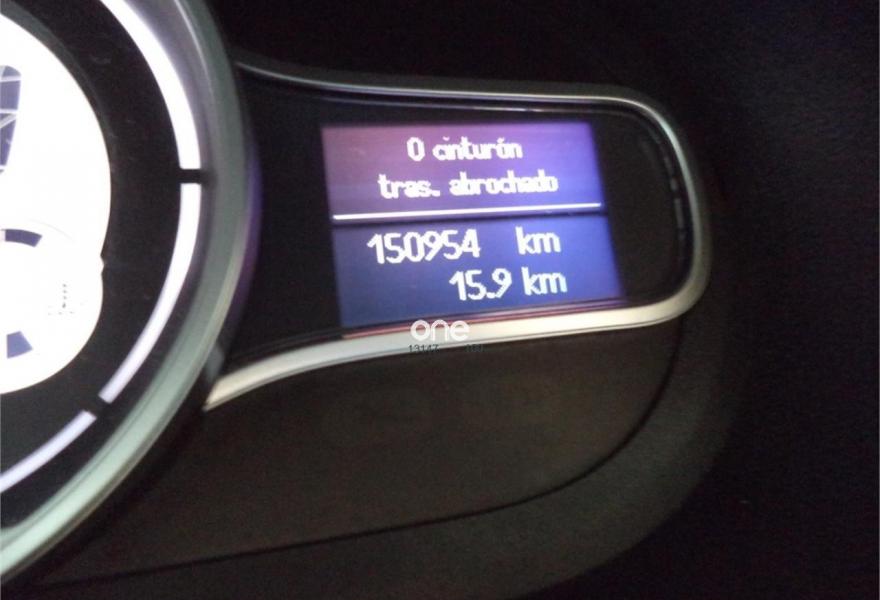 0 cinturón
tras. abrochado
150954 km
15.9 km
one